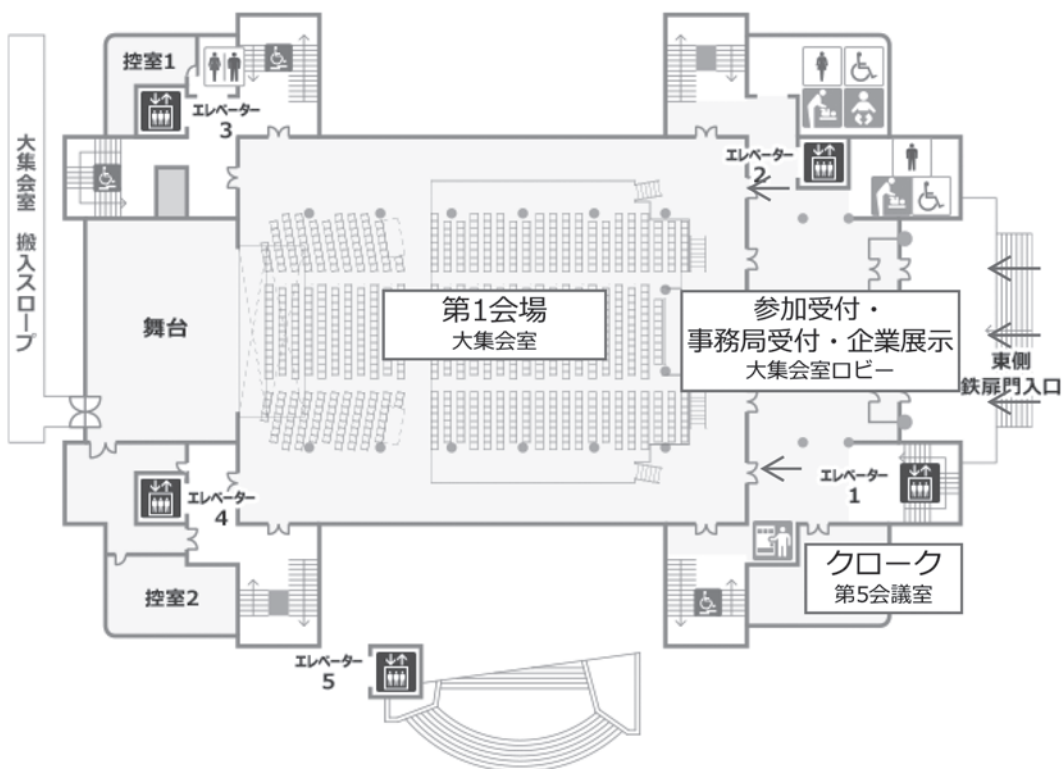 控室1
エレベーター
3
エレベーター
2
大集会室 搬入スロープ
舞台
第1会場
大集会室
参加受付・
事務局受付・企業展示
大集会室ロビー
東側
鉄扉門入口
エレベーター
4
エレベーター
1
クローク
第5会議室
控室2
エレベーター
5